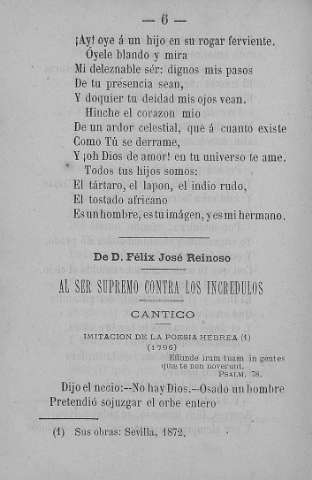 — 6 —
¡Ay! oye á un hijo en su rogar ferviente.
Óyele blando y mira
Mi deleznable sér: dignos mis pasos
De tu presencia sean,
Y doquier tu deidad mis ojos vean.
Hinche el corazon mio
De un ardor celestial, que á cuanto existe
Como Tú se derrame,
Y ¡oh Dios de amor! en tu universo te ame.
Todos tus hijos somos:
El tártaro, el lapon, el indio rudo,
El tostado africano
Es un hombre, es tu imágen, y es mi hermano.
De D. Félix José Reinoso
AL SER SUPREMO CONTRA LOS INCREDULOS
CANTICO
IMITACION DE LA POESIA HEBREA (1)
(1796)
Effunde iram tuam in gentes
quæ te non noverunt.
PSALM. 78.
Dijo el necio:—No hay Dios.—Osado un hombre
Pretendió sojuzgar el orbe entero
(1) Sus obras: Sevilla, 1872,